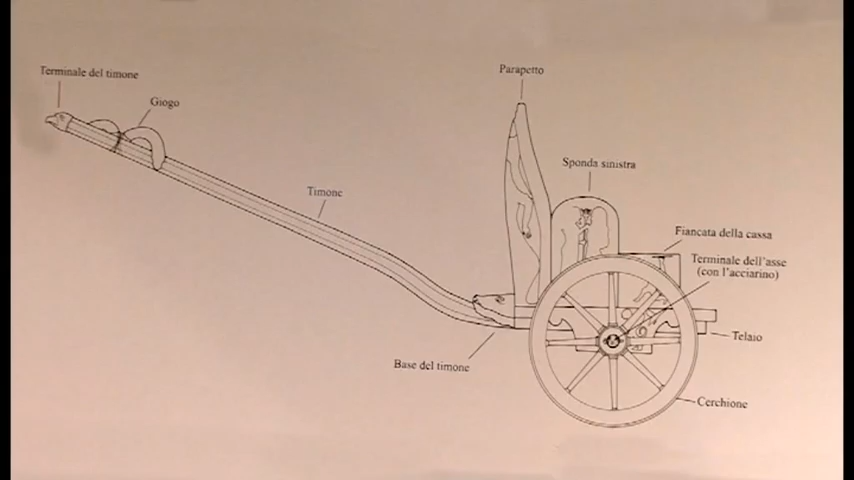 Terminale del timone
Giogo
Parapetto
Sponda sinistra
Timone
Fiancata della cassa
Terminale dell'asse
(con l'acciarino)
Telaio
Base del timone
Cerchione